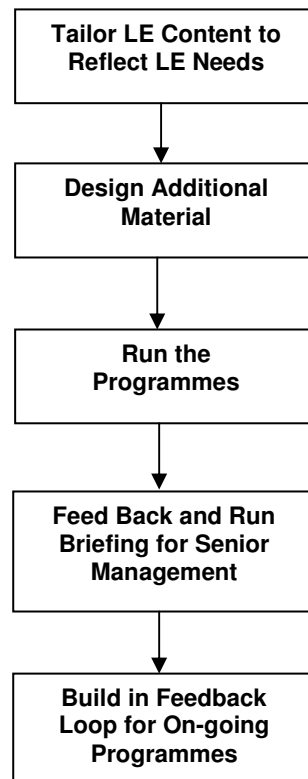 Tailor LE Content to
Reflect LE Needs
Design Additional
Material
Run the
Programmes
Feed Back and Run
Briefing for Senior
Management
Build in Feedback
Loop for On-going
Programmes